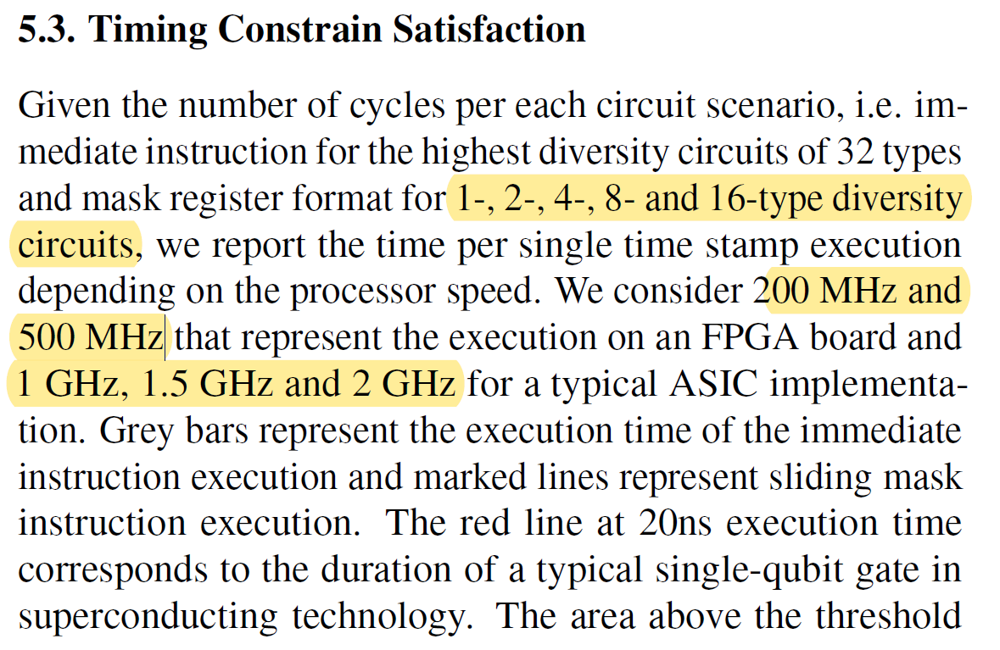 5.3. Timing Constrain Satisfaction
Given the number of cycles per each circuit scenario, i.e. im-
mediate instruction for the highest diversity circuits of 32 types
and mask register format for 1-, 2-, 4-, 8- and 16-type diversity
circuits, we report the time per single time stamp execution
depending on the processor speed. We consider 200 MHz and
500 MHz that represent the execution on an FPGA board and
1 GHz, 1.5 GHz and 2 GHz for a typical ASIC implementa-
tion. Grey bars represent the execution time of the immediate
instruction execution and marked lines represent sliding mask
instruction execution. The red line at 20ns execution time
corresponds to the duration of a typical single-qubit gate in
superconducting technology. The area above the threshold